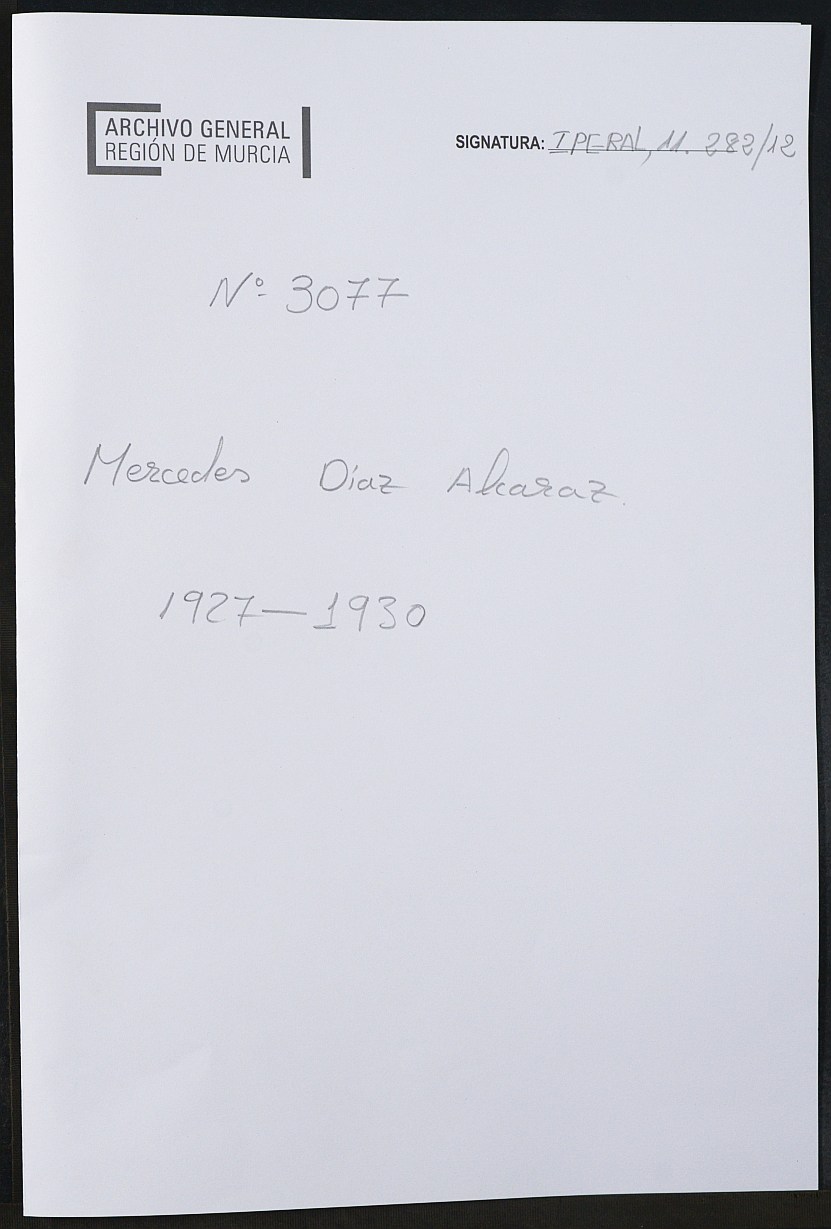 ARCHIVO GENERAL
REGIÓN DE MURCIA
SIGNATURA: IPERAL, 11. 282/12
Nº 3077
Mercedes Díaz Alcaraz.
1927—1930